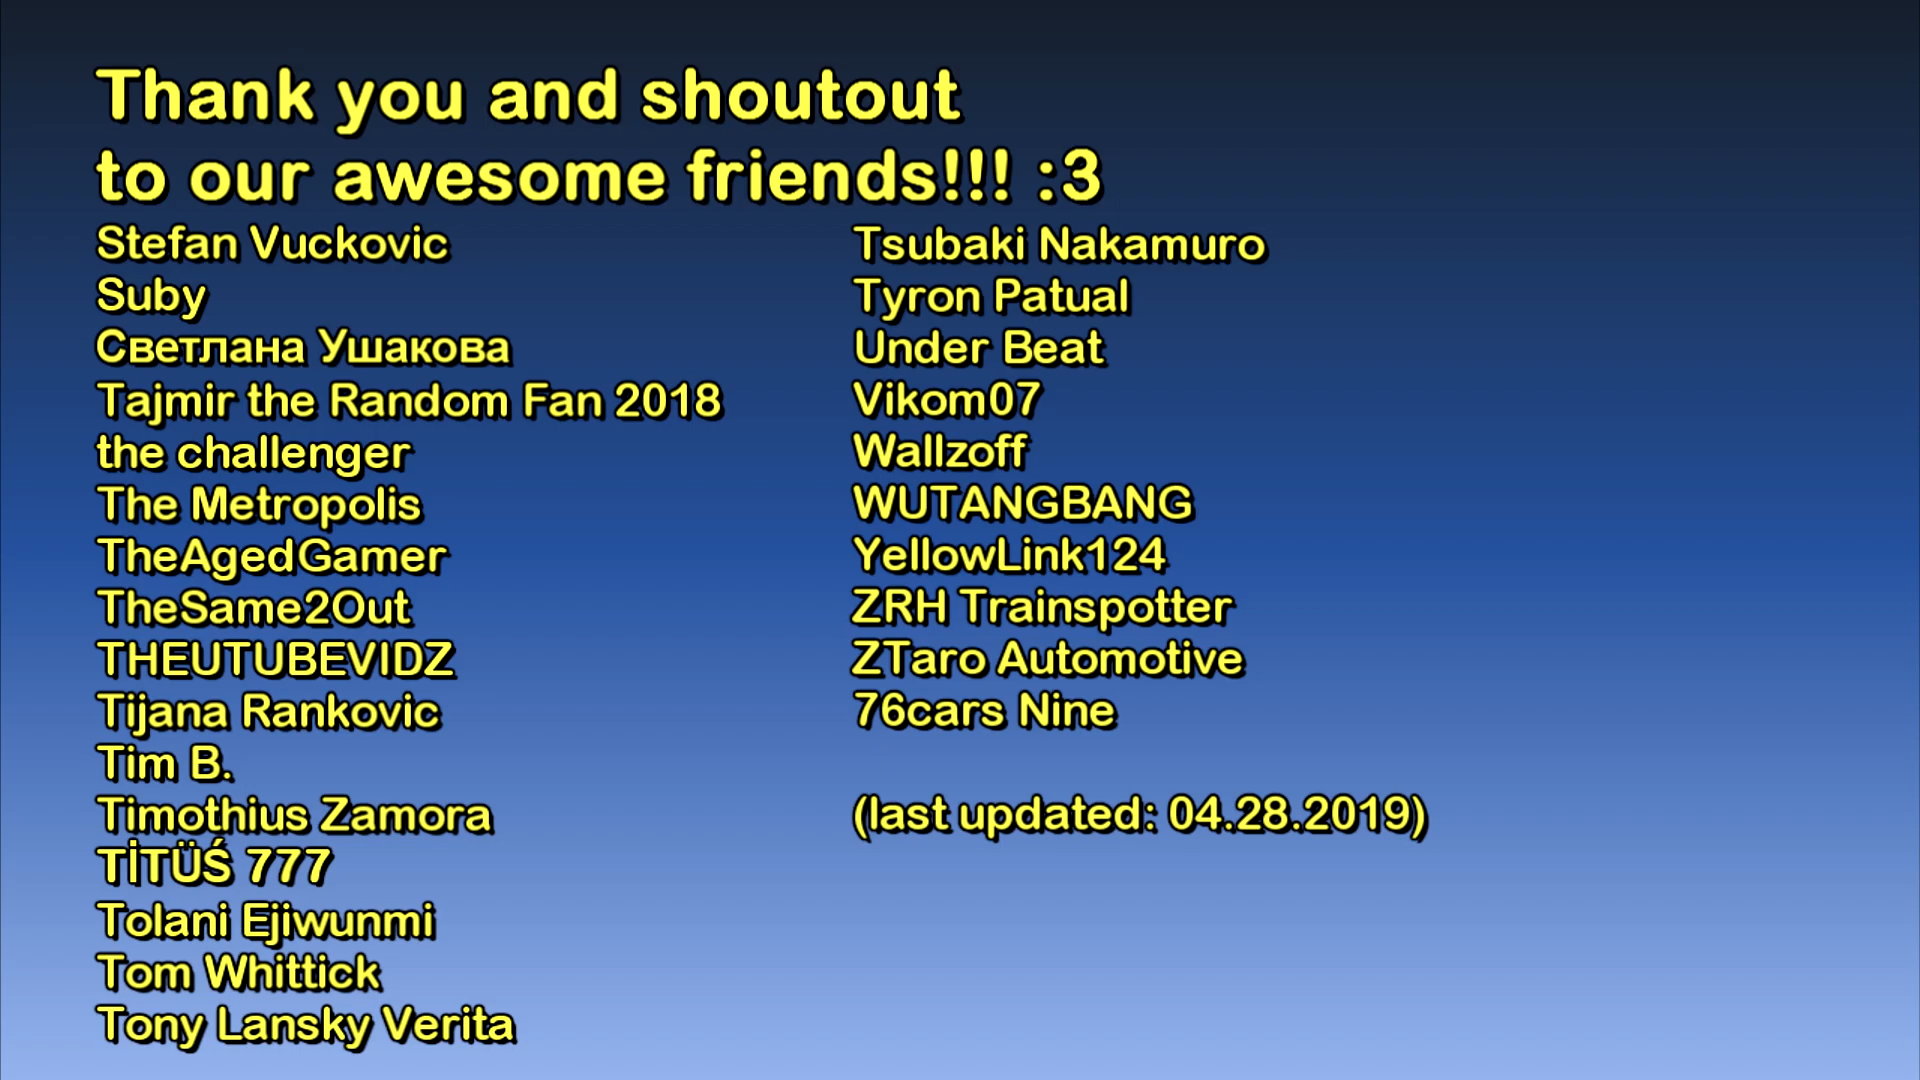 Thank you and shoutout
to our awesome friends!!! :3
Stefan Vuckovic
Suby
Светлана Ушакова
Tajmir the Random Fan 2018
the challenger
The Metropolis
TheAgedGamer
TheSame2Out
THEUTUBEVIDZ
Tijana Rankovic
Tim B.
Timothius Zamora
TİTÜŚ 777
Tolani Ejiwunmi
Tom Whittick
Tony Lansky Verita
Tsubaki Nakamuro
Tyron Patual
Under Beat
Vikom07
Wallzoff
WUTANGBANG
YellowLink124
ZRH Trainspotter
ZTaro Automotive
76cars Nine
(last updated: 04.28.2019)